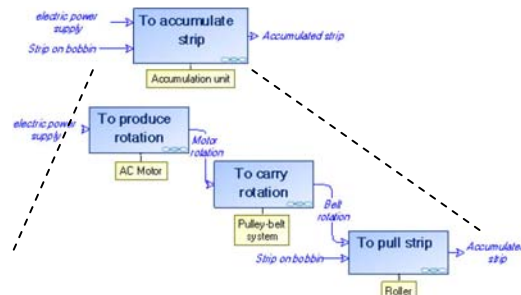 electric power
supply
To accumulate
strip
Accumulated strip
Strip on bobbin
Accumulation unit
electric power
supply
To produce
rotation
Motor
rotation
AC Motor
To carry
rotation
Belt
rotation
Pulley-belt
system
To pull strip
Accumulated
strip
Strip on bobbin
Roller